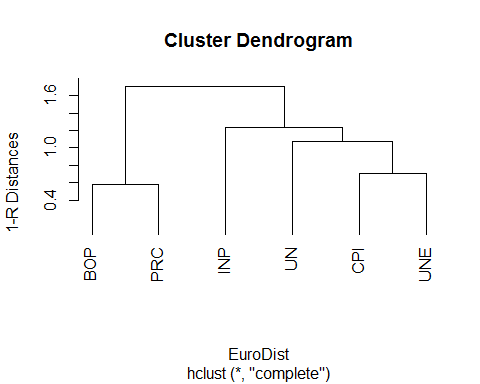 Cluster Dendrogram
1-R Distances
1.6
1.0
0.4
BOP
PRC
INP
UN
CPI
UNE
EuroDist
hclust (*, "complete")